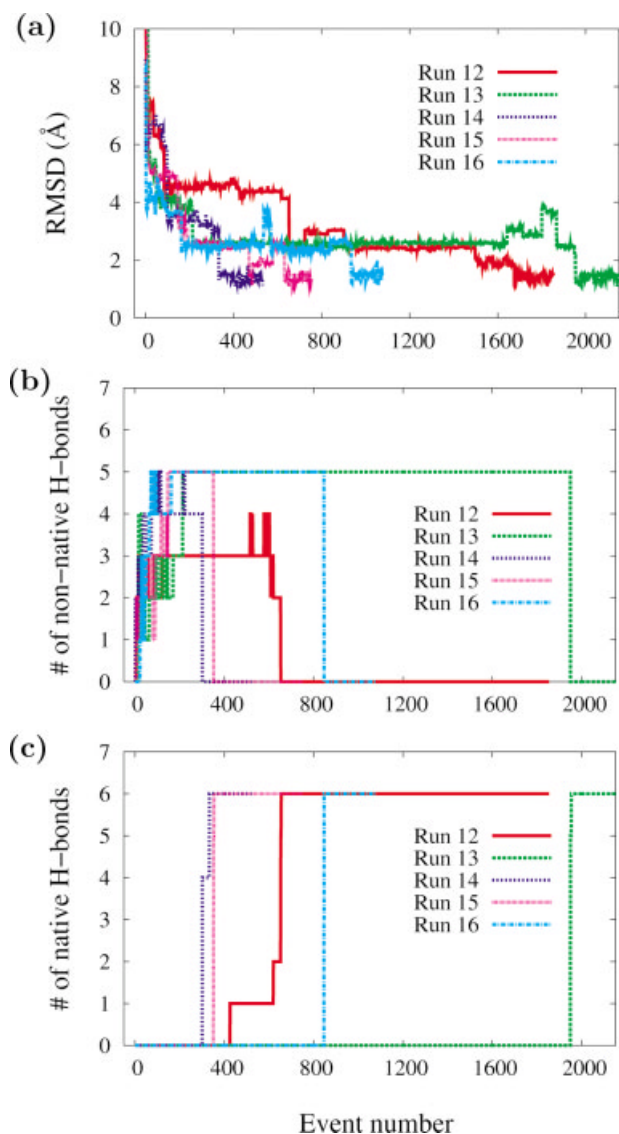 (a)
RMSD (Å)
10
8
6
4
2
0
Run 12
Run 13
Run 14
Run 15
Run 16
0 400 800 1200 1600 2000
(b)
# of non−native H−bonds
7
6
5
4
3
2
1
0
Run 12
Run 13
Run 14
Run 15
Run 16
0 400 800 1200 1600 2000
(c)
# of native H−bonds
7
6
5
4
3
2
1
0
Run 12
Run 13
Run 14
Run 15
Run 16
0 400 800 1200 1600 2000
Event number